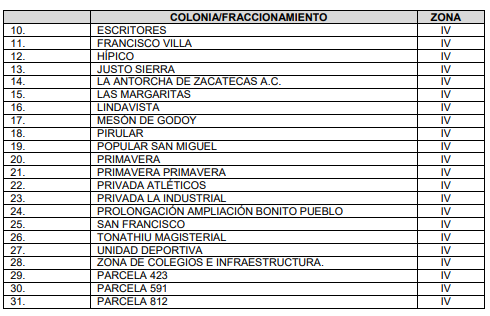 COLONIA/FRACCIONAMIENTO ZONA
10. ESCRITORES IV
11. FRANCISCO VILLA IV
12. HÍPICO IV
13. JUSTO SIERRA IV
14. LA ANTORCHA DE ZACATECAS A.C. IV
15. LAS MARGARITAS IV
16. LINDAVISTA IV
17. MESÓN DE GODOY IV
18. PIRULAR IV
19. POPULAR SAN MIGUEL IV
20. PRIMAVERA IV
21. PRIMAVERA PRIMAVERA IV
22. PRIVADA ATLÉTICOS IV
23. PRIVADA LA INDUSTRIAL IV
24. PROLONGACIÓN AMPLIACIÓN BONITO PUEBLO IV
25. SAN FRANCISCO IV
26. TONATHIU MAGISTERIAL IV
27. UNIDAD DEPORTIVA IV
28. ZONA DE COLEGIOS E INFRAESTRUCTURA. IV
29. PARCELA 423 IV
30. PARCELA 591 IV
31. PARCELA 812 IV